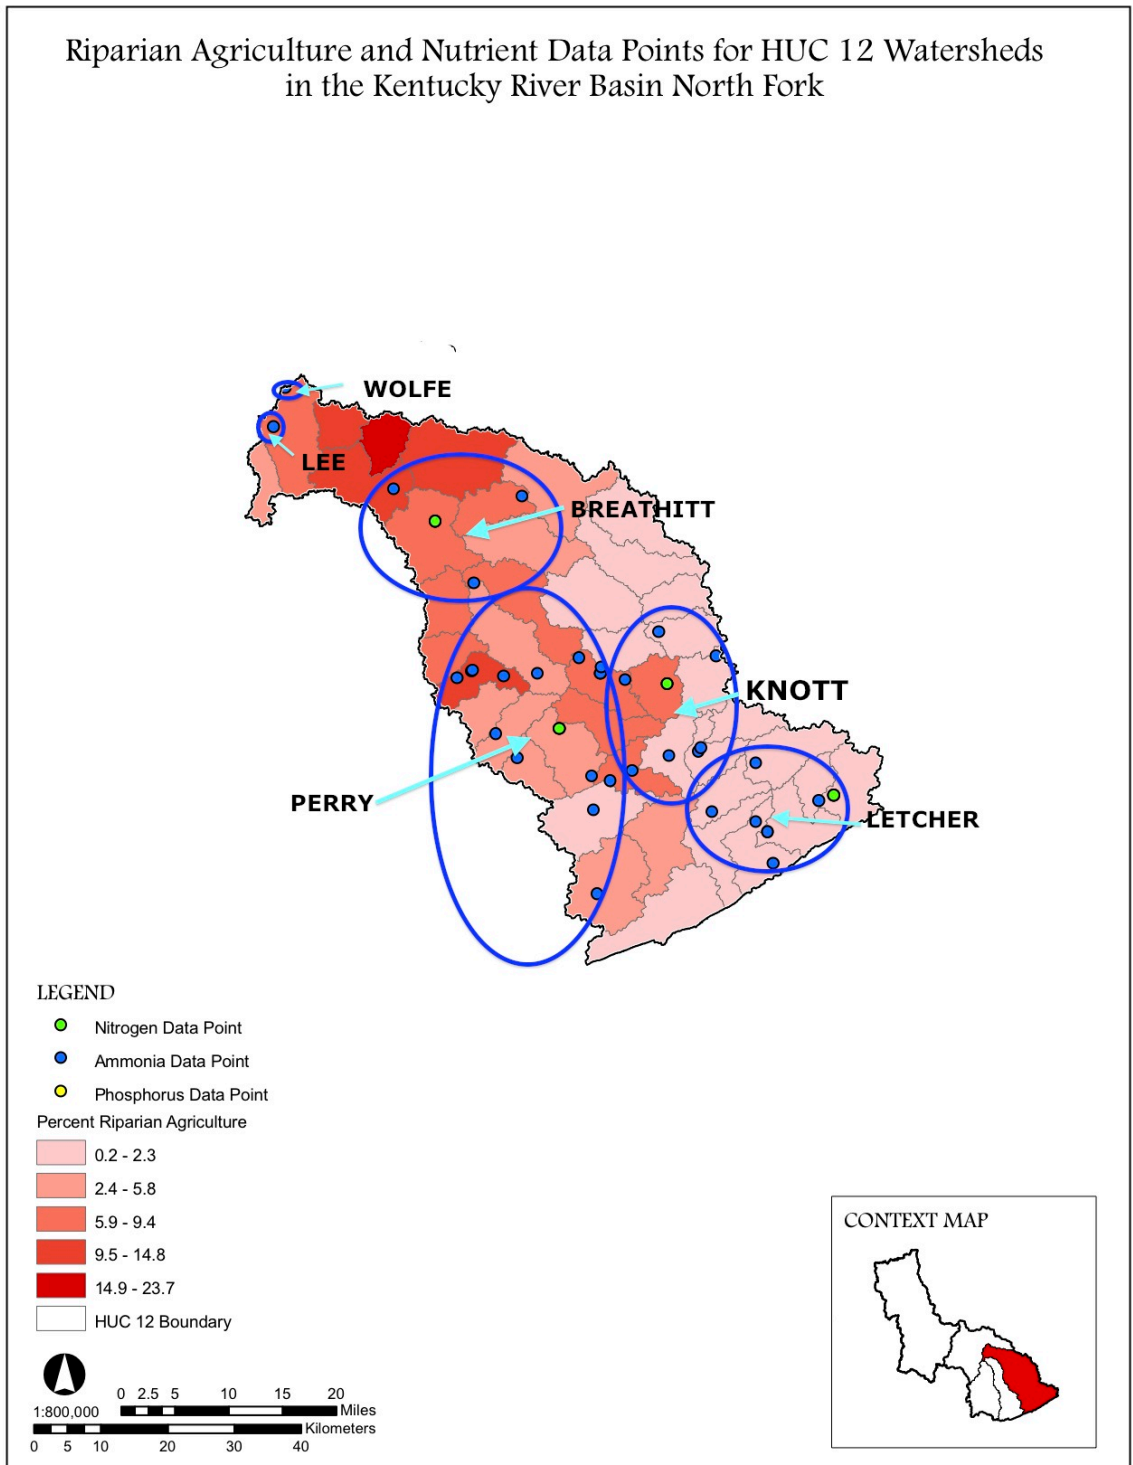 Riparian Agriculture and Nutrient Data Points for HUC 12 Watersheds
in the Kentucky River Basin North Fork
WOLFE
LEE
BREATHITT
KNOTT
PERRY
LETCHER
LEGEND
Nitrogen Data Point
Ammonia Data Point
Phosphorus Data Point
Percent Riparian Agriculture
0.2 - 2.3
2.4 - 5.8
5.9 - 9.4
9.5 - 14.8
14.9 - 23.7
HUC 12 Boundary
0 2.5 5 10 15 20
1:800,000 Miles
Kilometers
0 5 10 20 30 40
CONTEXT MAP